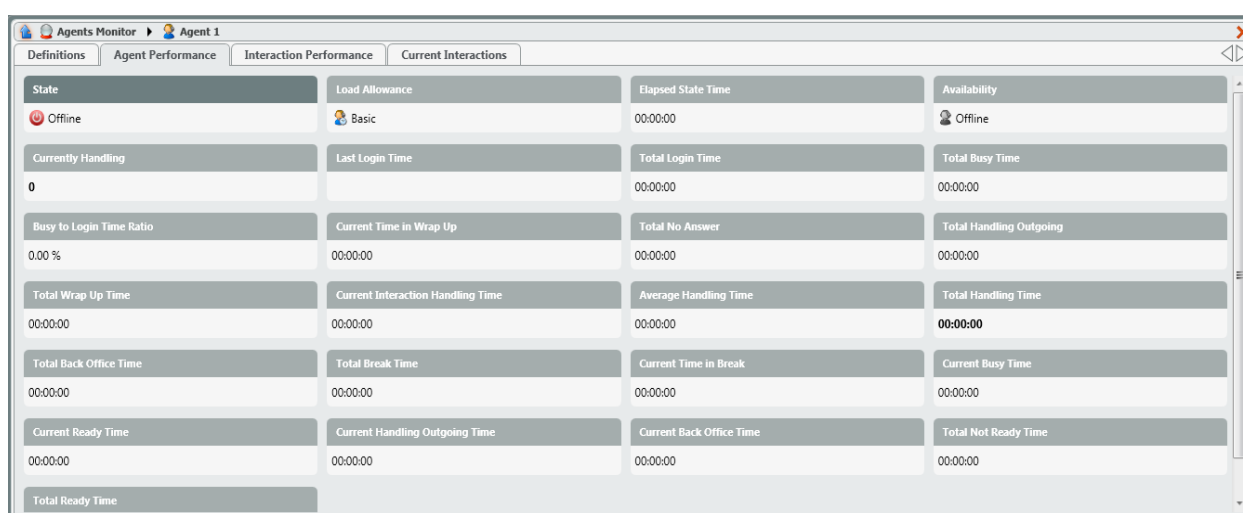 Agents Monitor Agent 1
Definitions Agent Performance Interaction Performance Current Interactions
State Load Allowance Elapsed State Time Availability
Offline Basic 00:00:00 Offline
Currently Handling Last Login Time Total Login Time Total Busy Time
0 00:00:00 00:00:00
Busy to Login Time Ratio Current Time in Wrap Up Total No Answer Total Handling Outgoing
0.00 % 00:00:00 00:00:00 00:00:00
Total Wrap Up Time Current Interaction Handling Time Average Handling Time Total Handling Time
00:00:00 00:00:00 00:00:00 00:00:00
Total Back Office Time Total Break Time Current Time in Break Current Busy Time
00:00:00 00:00:00 00:00:00 00:00:00
Current Ready Time Current Handling Outgoing Time Current Back Office Time Total Not Ready Time
00:00:00 00:00:00 00:00:00 00:00:00
Total Ready Time